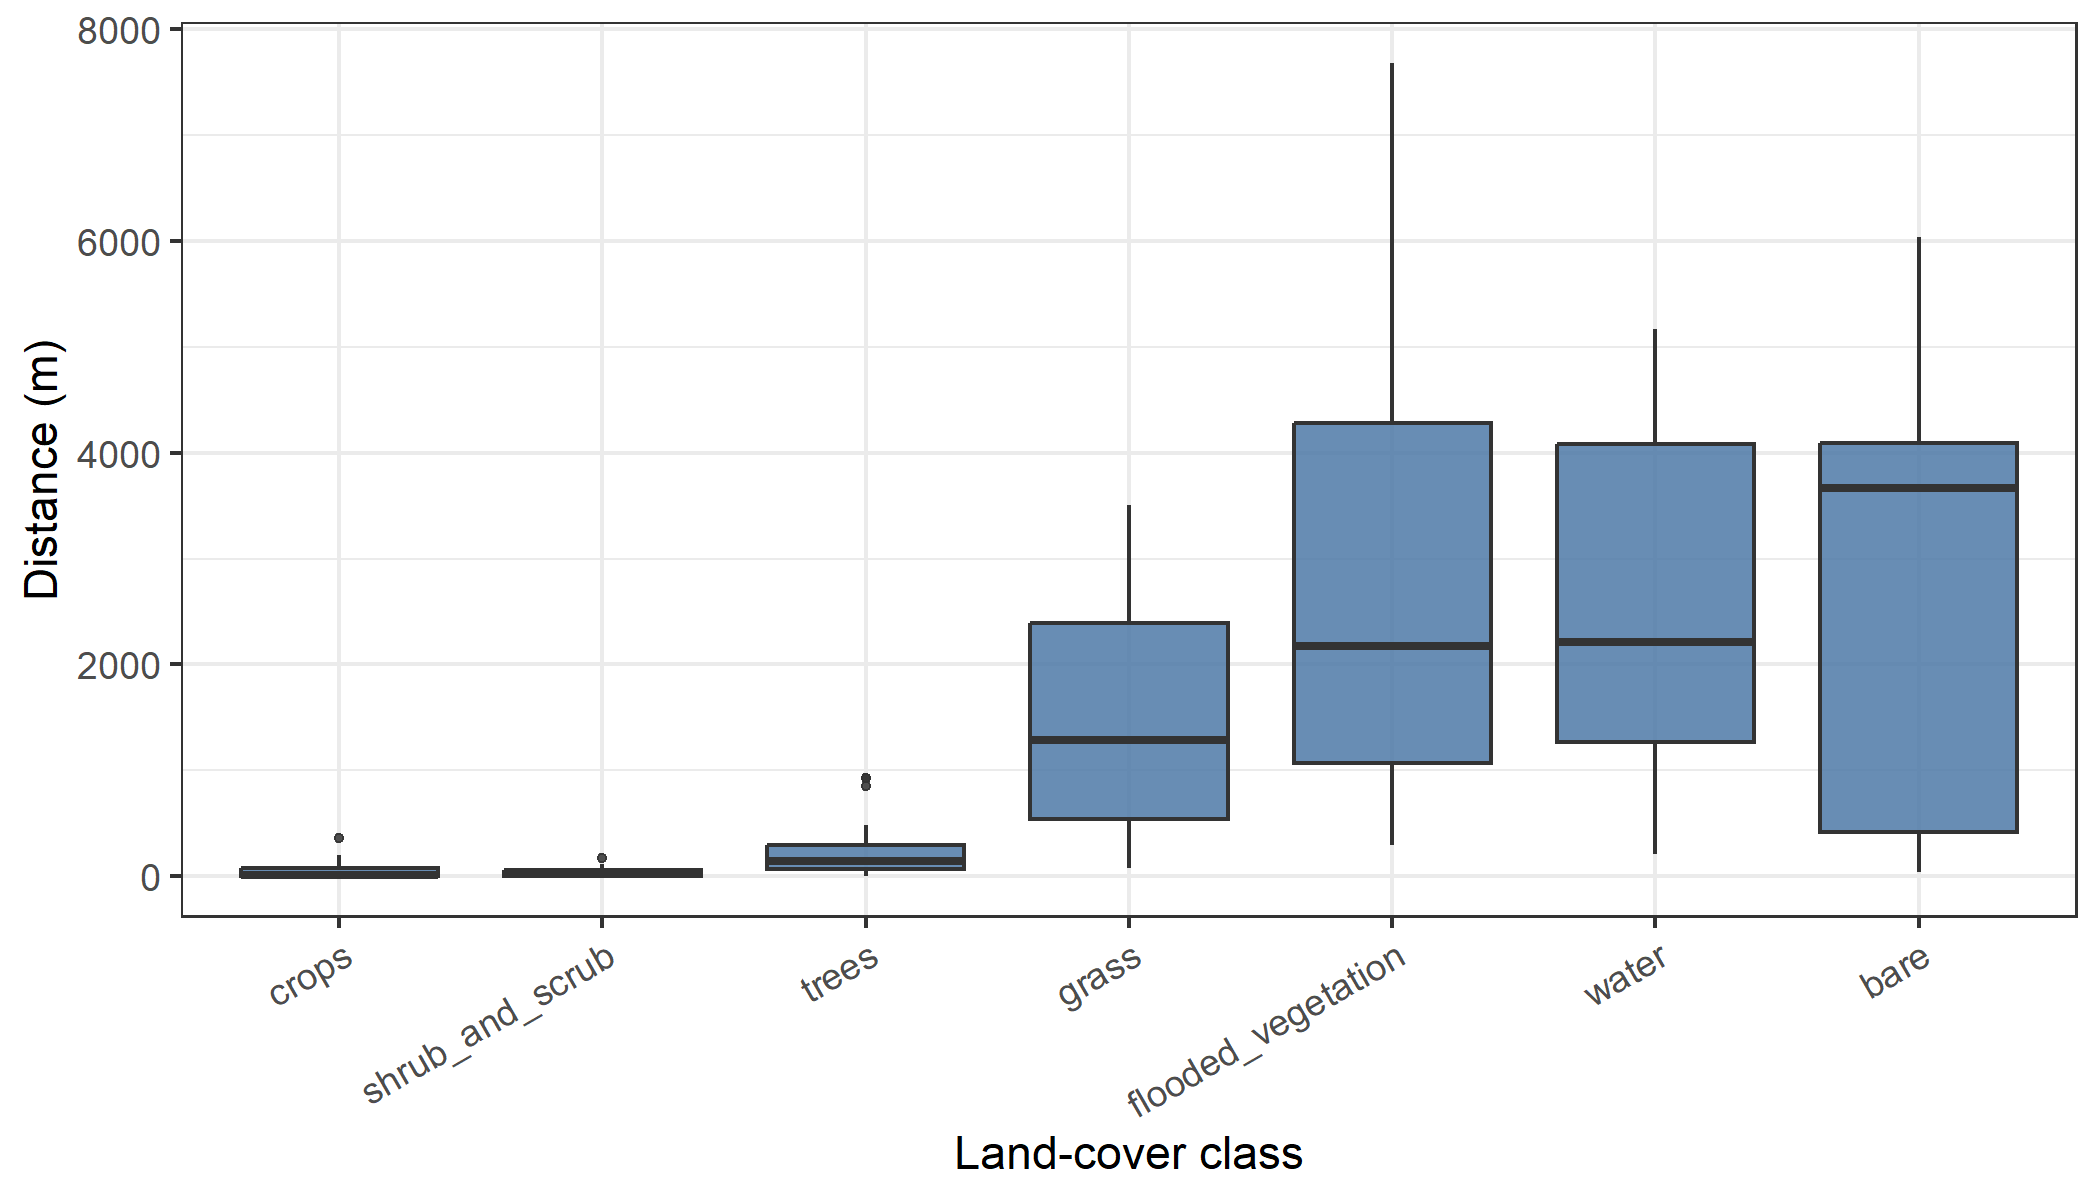 8000
6000
4000
2000
0
Distance (m)
crops
shrub_and_scrub
trees
grass
flooded_vegetation
water
bare
Land-cover class